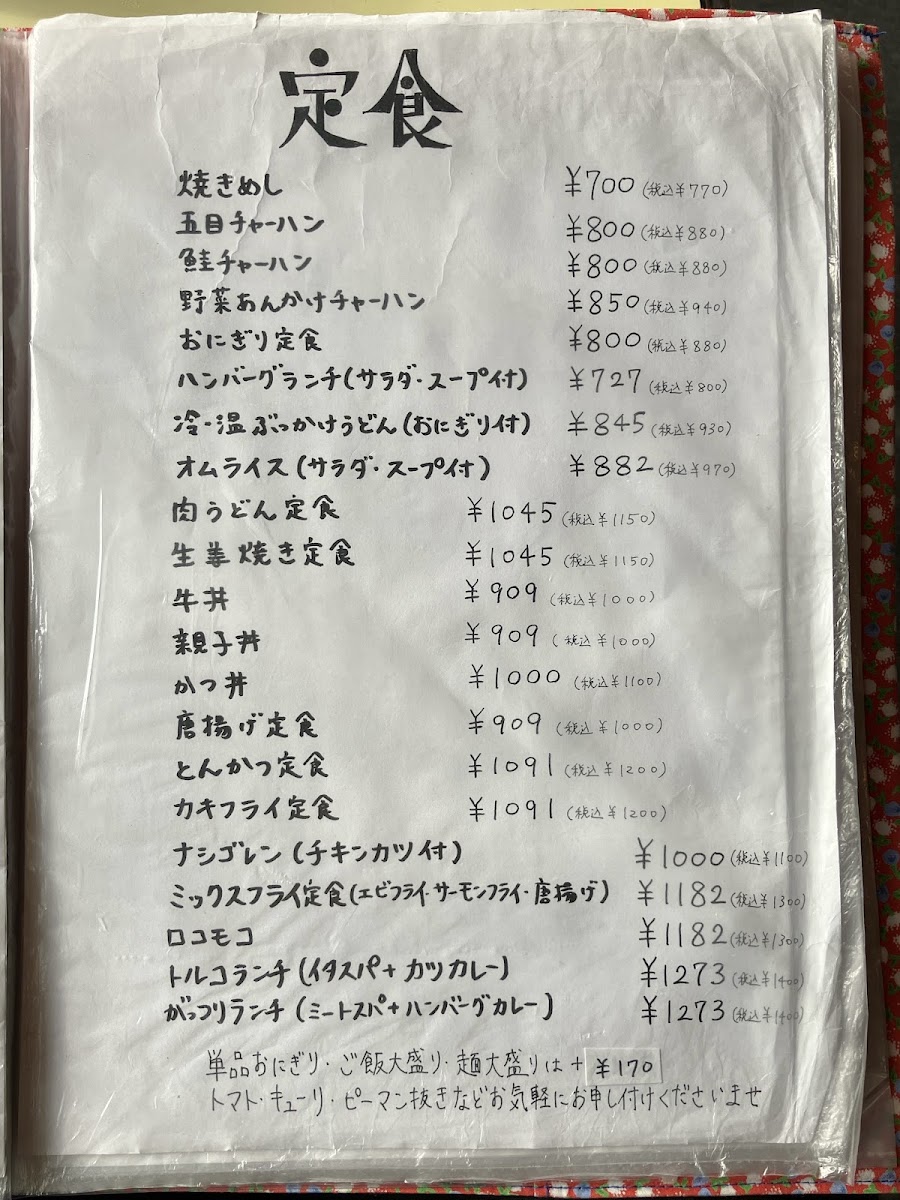 定食
焼きめし ¥700(税込¥770)
五目チャーハン ¥800(税込¥880)
鮭チャーハン ¥800(税込¥880)
野菜あんかけチャーハン ¥850(税込¥940)
おにぎり定食 ¥800(税込¥880)
ハンバーグランチ(サラダ・スープ付) ¥727(税込¥800)
冷・温ぶっかけうどん(おにぎり付) ¥845(税込¥930)
オムライス(サラダ・スープ付) ¥882(税込¥970)
肉うどん定食 ¥1045(税込¥1150)
生姜焼き定食 ¥1045(税込¥1150)
牛丼 ¥909(税込¥1000)
親子丼 ¥909(税込¥1000)
かつ丼 ¥1000(税込¥1100)
唐揚げ定食 ¥909(税込¥1000)
とんかつ定食 ¥1091(税込¥1200)
カキフライ定食 ¥1091(税込¥1200)
ナシゴレン(チキンカツ付) ¥1000(税込¥1100)
ミックスフライ定食(エビフライ・サーモンフライ・唐揚げ) ¥1182(税込¥1300)
ロコモコ ¥1182(税込¥1300)
トルコランチ(イタスパ+カツカレー) ¥1273(税込¥1400)
がっつりランチ(ミートスパ+ハンバーグカレー) ¥1273(税込¥1400)
単品おにぎり・ご飯大盛り・麺大盛りは+¥170
トマト・キューリ・ピーマン抜きなどお気軽にお申し付けくださいませ